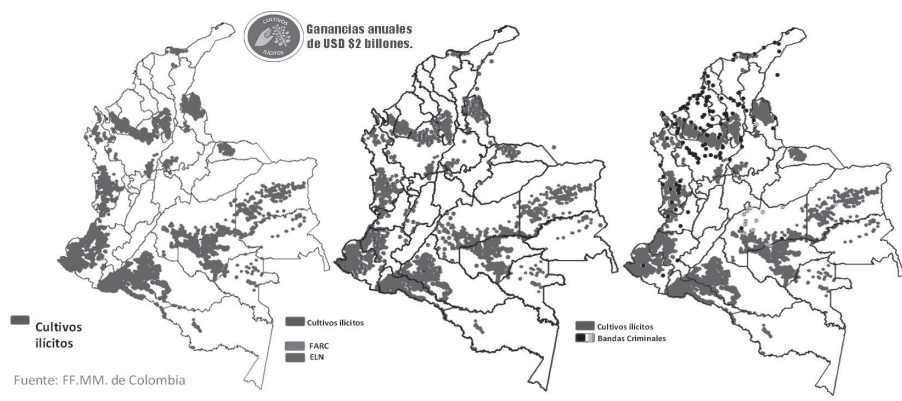 CULTIVOS
ILÍCITOS
Ganancias anuales
de USD $2 billones.
Cultivos
ilícitos
Fuente: FF.MM. de Colombia
Cultivos ilícitos
FARC
ELN
Cultivos ilícitos
Bandas Criminales